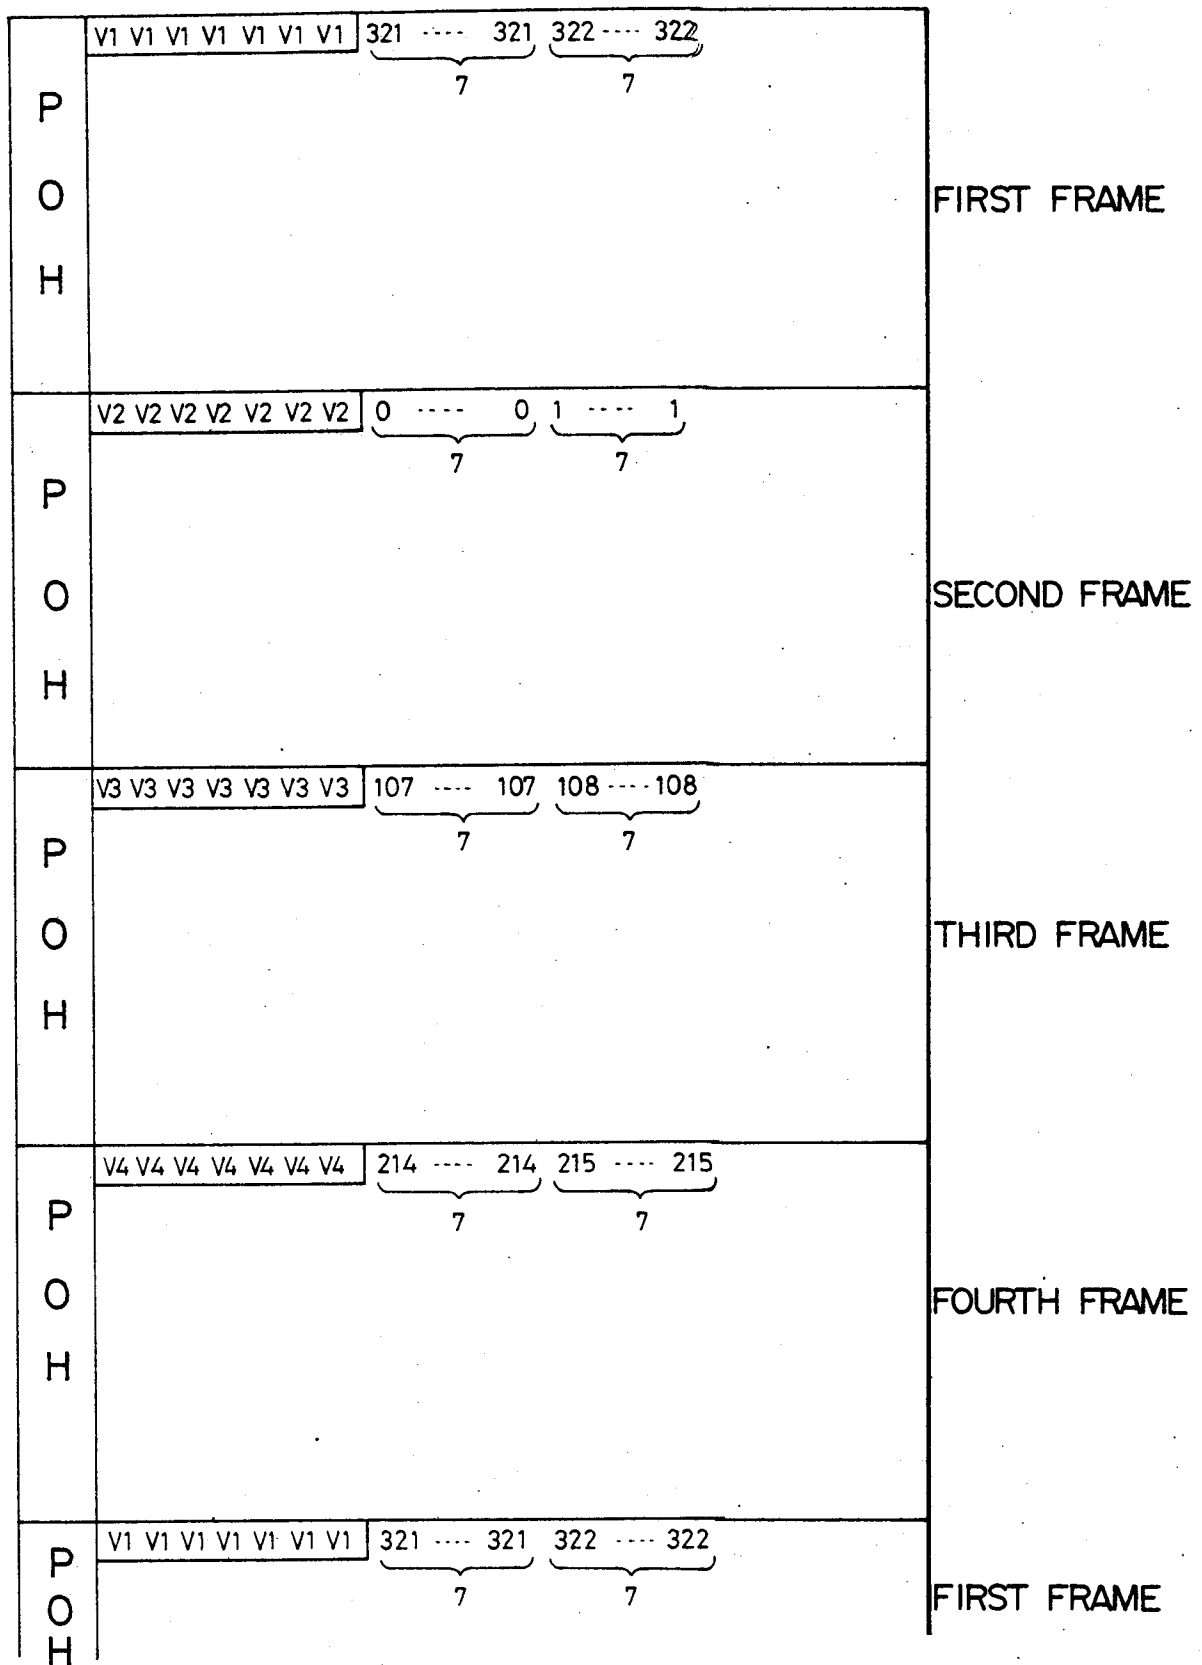 V1 V1 V1 V1 V1 V1 V1 321 ---- 321 322 ---- 322
7 7
P
O
H
FIRST FRAME
V2 V2 V2 V2 V2 V2 V2 0 ---- 0 1 ---- 1
7 7
P
O
H
SECOND FRAME
V3 V3 V3 V3 V3 V3 V3 107 ---- 107 108 ---- 108
7 7
P
O
H
THIRD FRAME
V4 V4 V4 V4 V4 V4 V4 214 ---- 214 215 ---- 215
7 7
P
O
H
FOURTH FRAME
V1 V1 V1 V1 V1 V1 V1 321 ---- 321 322 ---- 322
7 7
P
O
H
FIRST FRAME